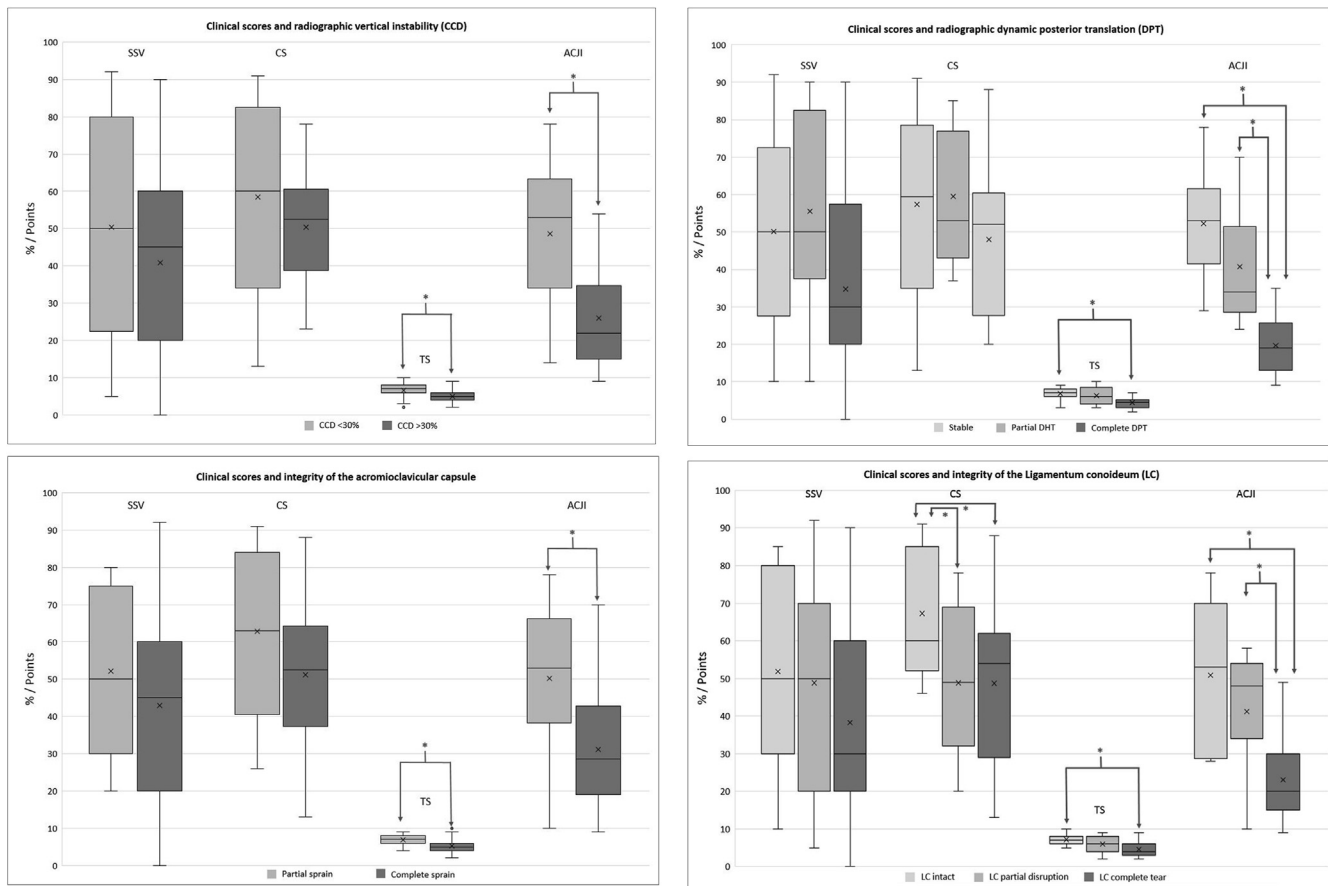 Clinical scores and radiographic vertical instability (CCD)
SSV CS ACJI
100
90
80
70
60
50
40
30
20
10
0
% / Points
*
*
TS
CCD <30% CCD >30%
Clinical scores and radiographic dynamic posterior translation (DPT)
SSV CS ACJI
100
90
80
70
60
50
40
30
20
10
0
% / Points
*
*
*
TS
Stable Partial DHT Complete DPT
Clinical scores and integrity of the acromioclavicular capsule
SSV CS ACJI
100
90
80
70
60
50
40
30
20
10
0
% / Points
*
*
TS
Partial sprain Complete sprain
Clinical scores and integrity of the Ligamentum conoideum (LC)
SSV CS ACJI
100
90
80
70
60
50
40
30
20
10
0
% / Points
* *
*
*
*
TS
LC intact LC partial disruption LC complete tear